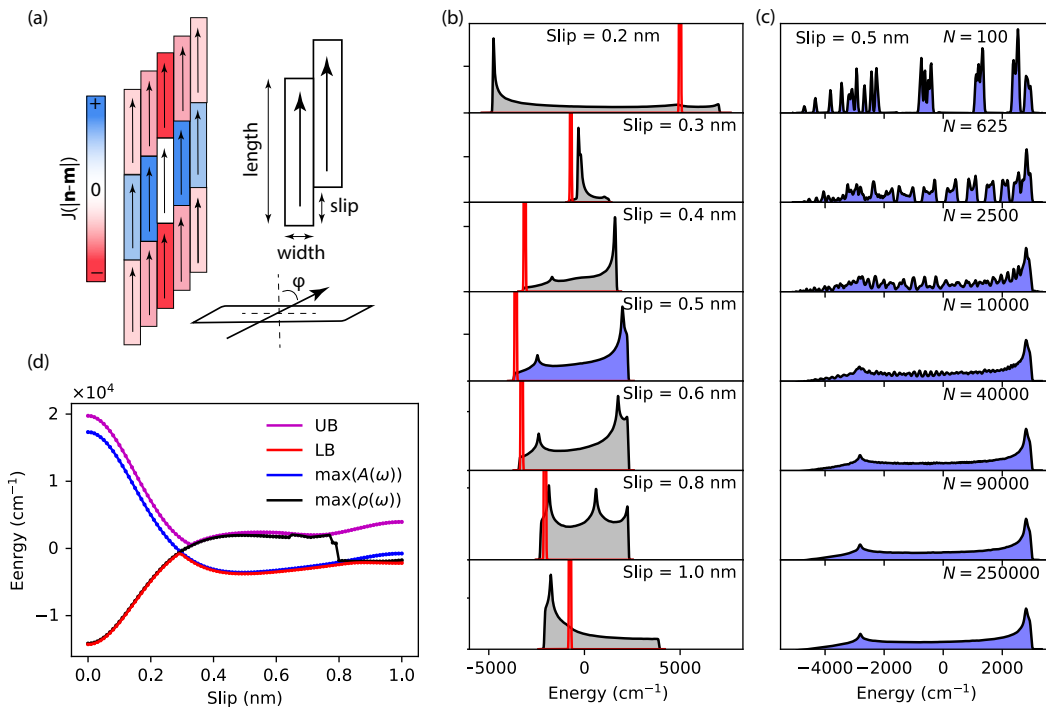 (a)
+
0
−
J(|n-m|)
length
slip
width
φ
(b)
Slip = 0.2 nm
Slip = 0.3 nm
Slip = 0.4 nm
Slip = 0.5 nm
Slip = 0.6 nm
Slip = 0.8 nm
Slip = 1.0 nm
−5000 0 5000
Energy (cm⁻¹)
(c)
Slip = 0.5 nm
N = 100
N = 625
N = 2500
N = 10000
N = 40000
N = 90000
N = 250000
−4000 −2000 0 2000
Energy (cm⁻¹)
(d)
×10⁴
2
1
0
−1
Eenrgy (cm⁻¹)
UB
LB
max(A(ω))
max(ρ(ω))
0.0 0.2 0.4 0.6 0.8 1.0
Slip (nm)